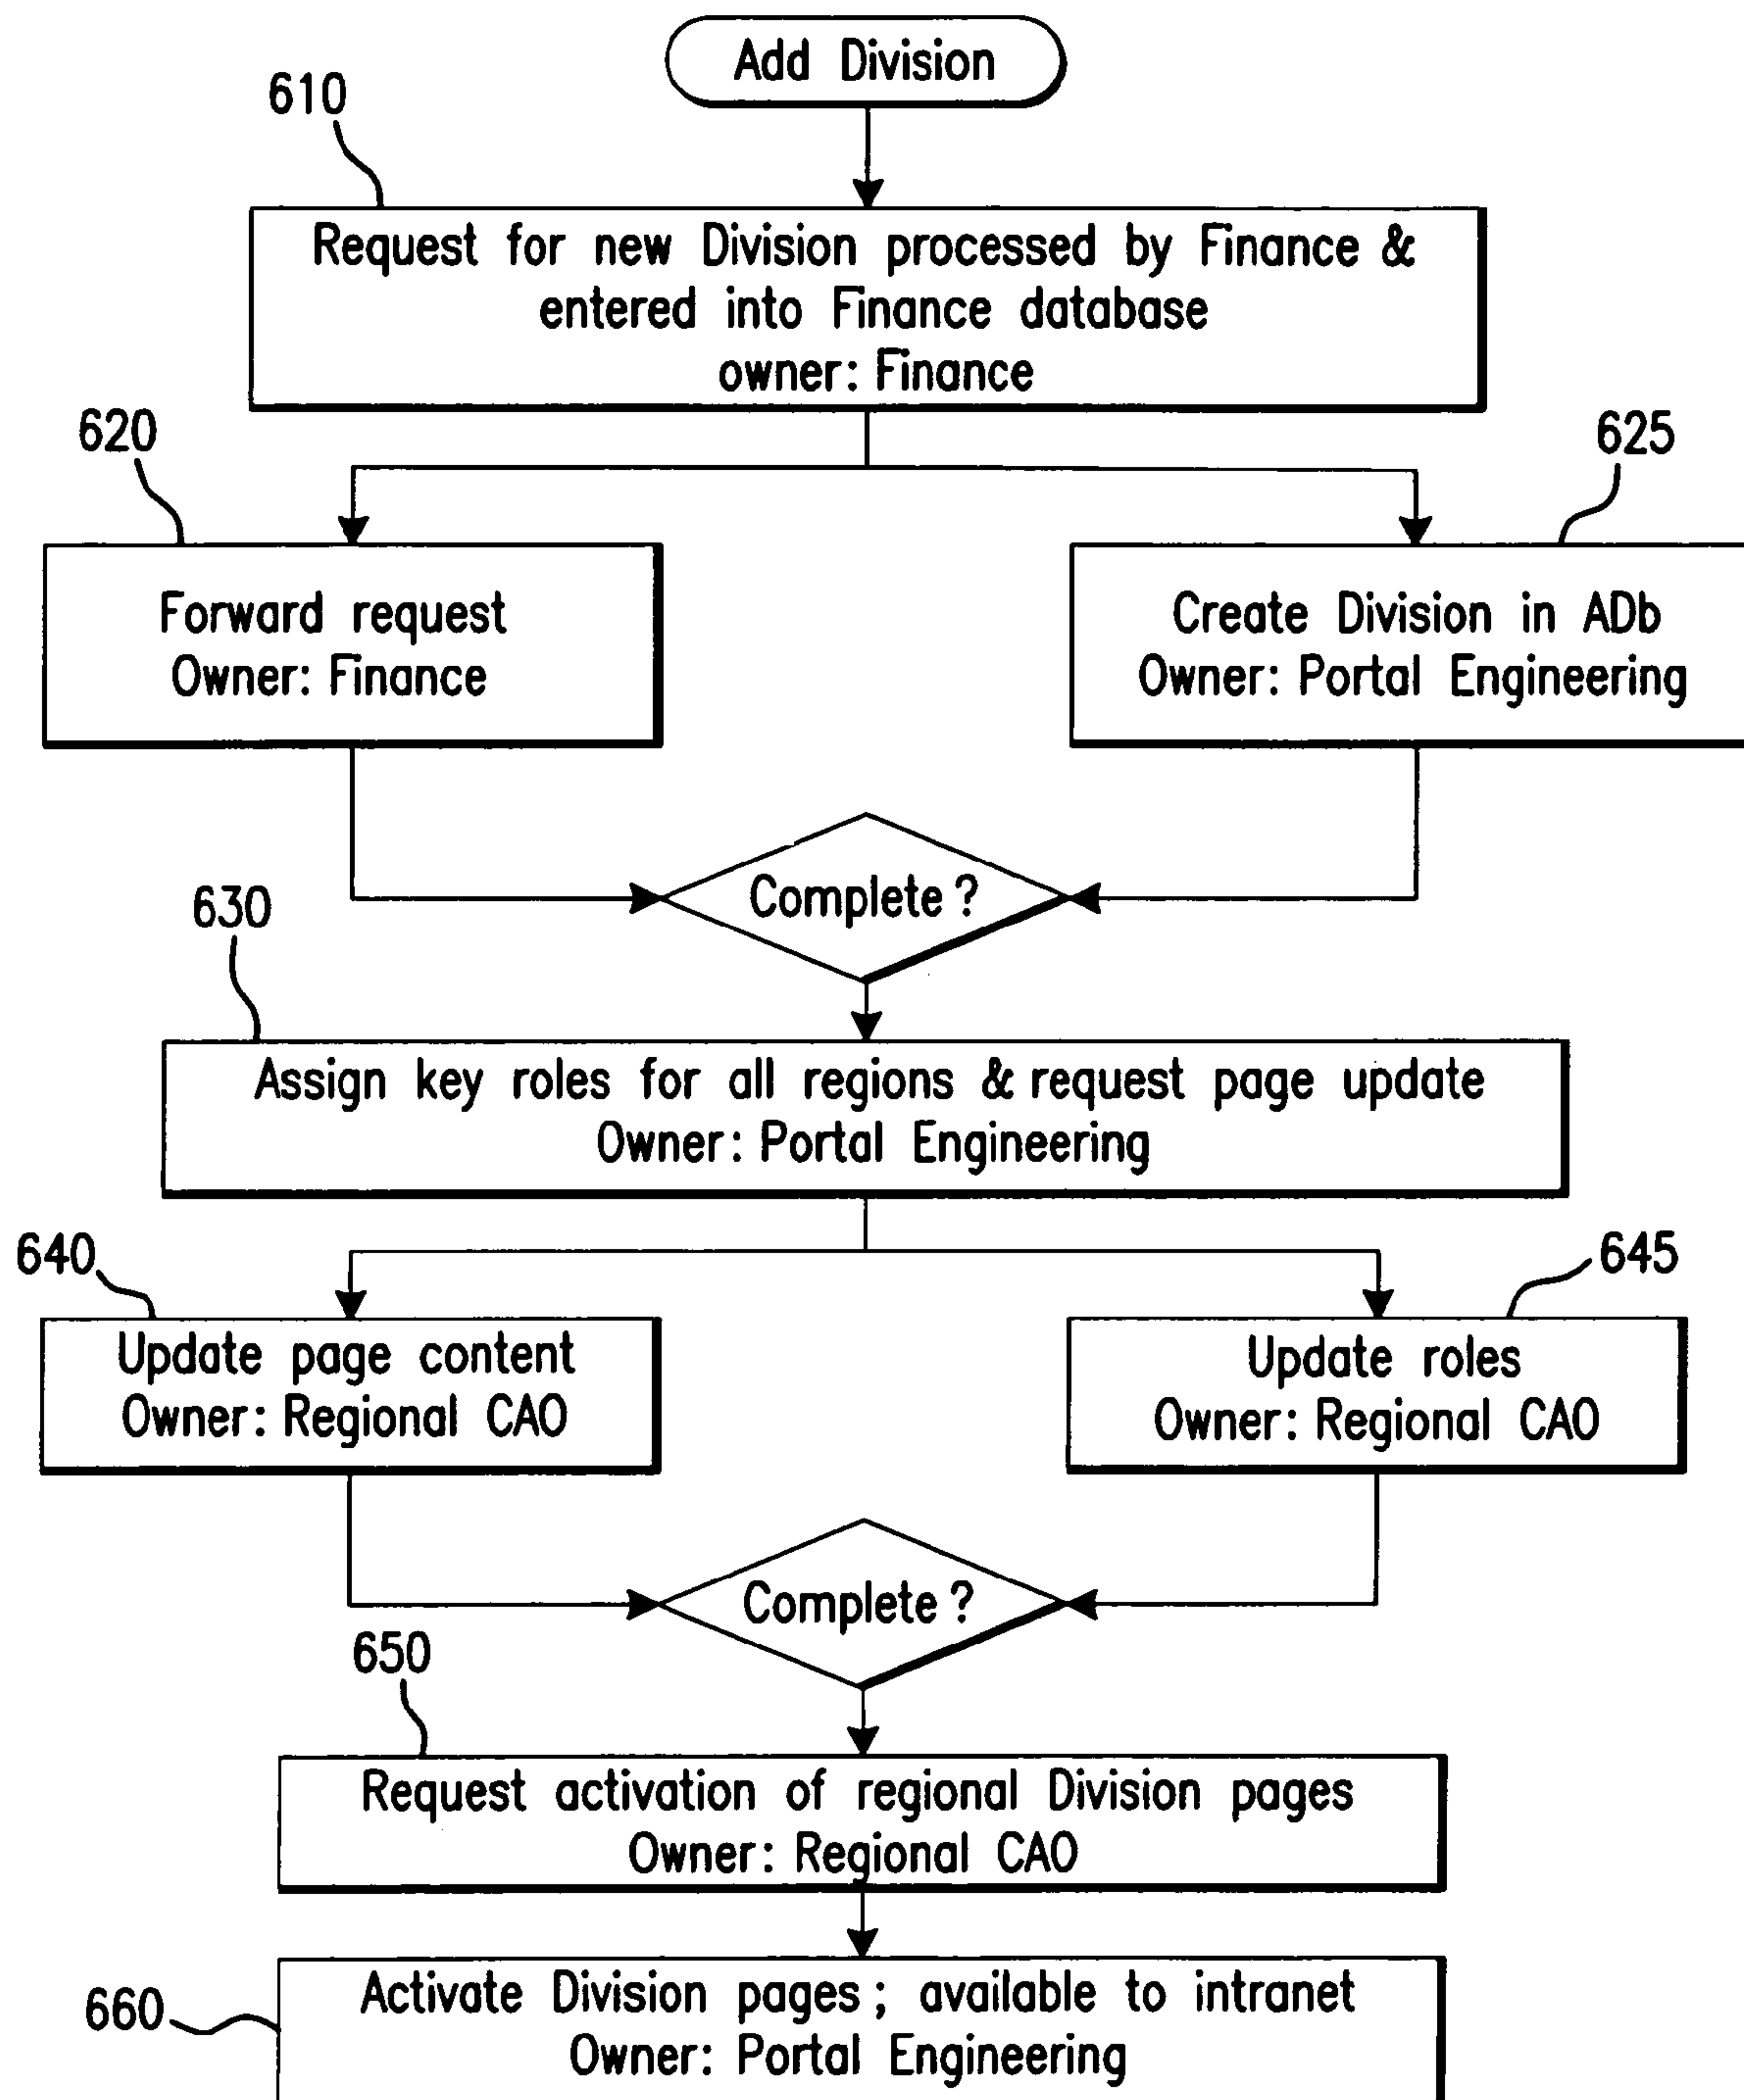 Add Division
610
Request for new Division processed by Finance &
entered into Finance database
owner: Finance
620
625
Forward request
Owner: Finance
Create Division in ADb
Owner: Portal Engineering
Complete ?
630
Assign key roles for all regions & request page update
Owner: Portal Engineering
640
645
Update page content
Owner: Regional CAO
Update roles
Owner: Regional CAO
Complete ?
650
Request activation of regional Division pages
Owner: Regional CAO
660
Activate Division pages ; available to intranet
Owner: Portal Engineering